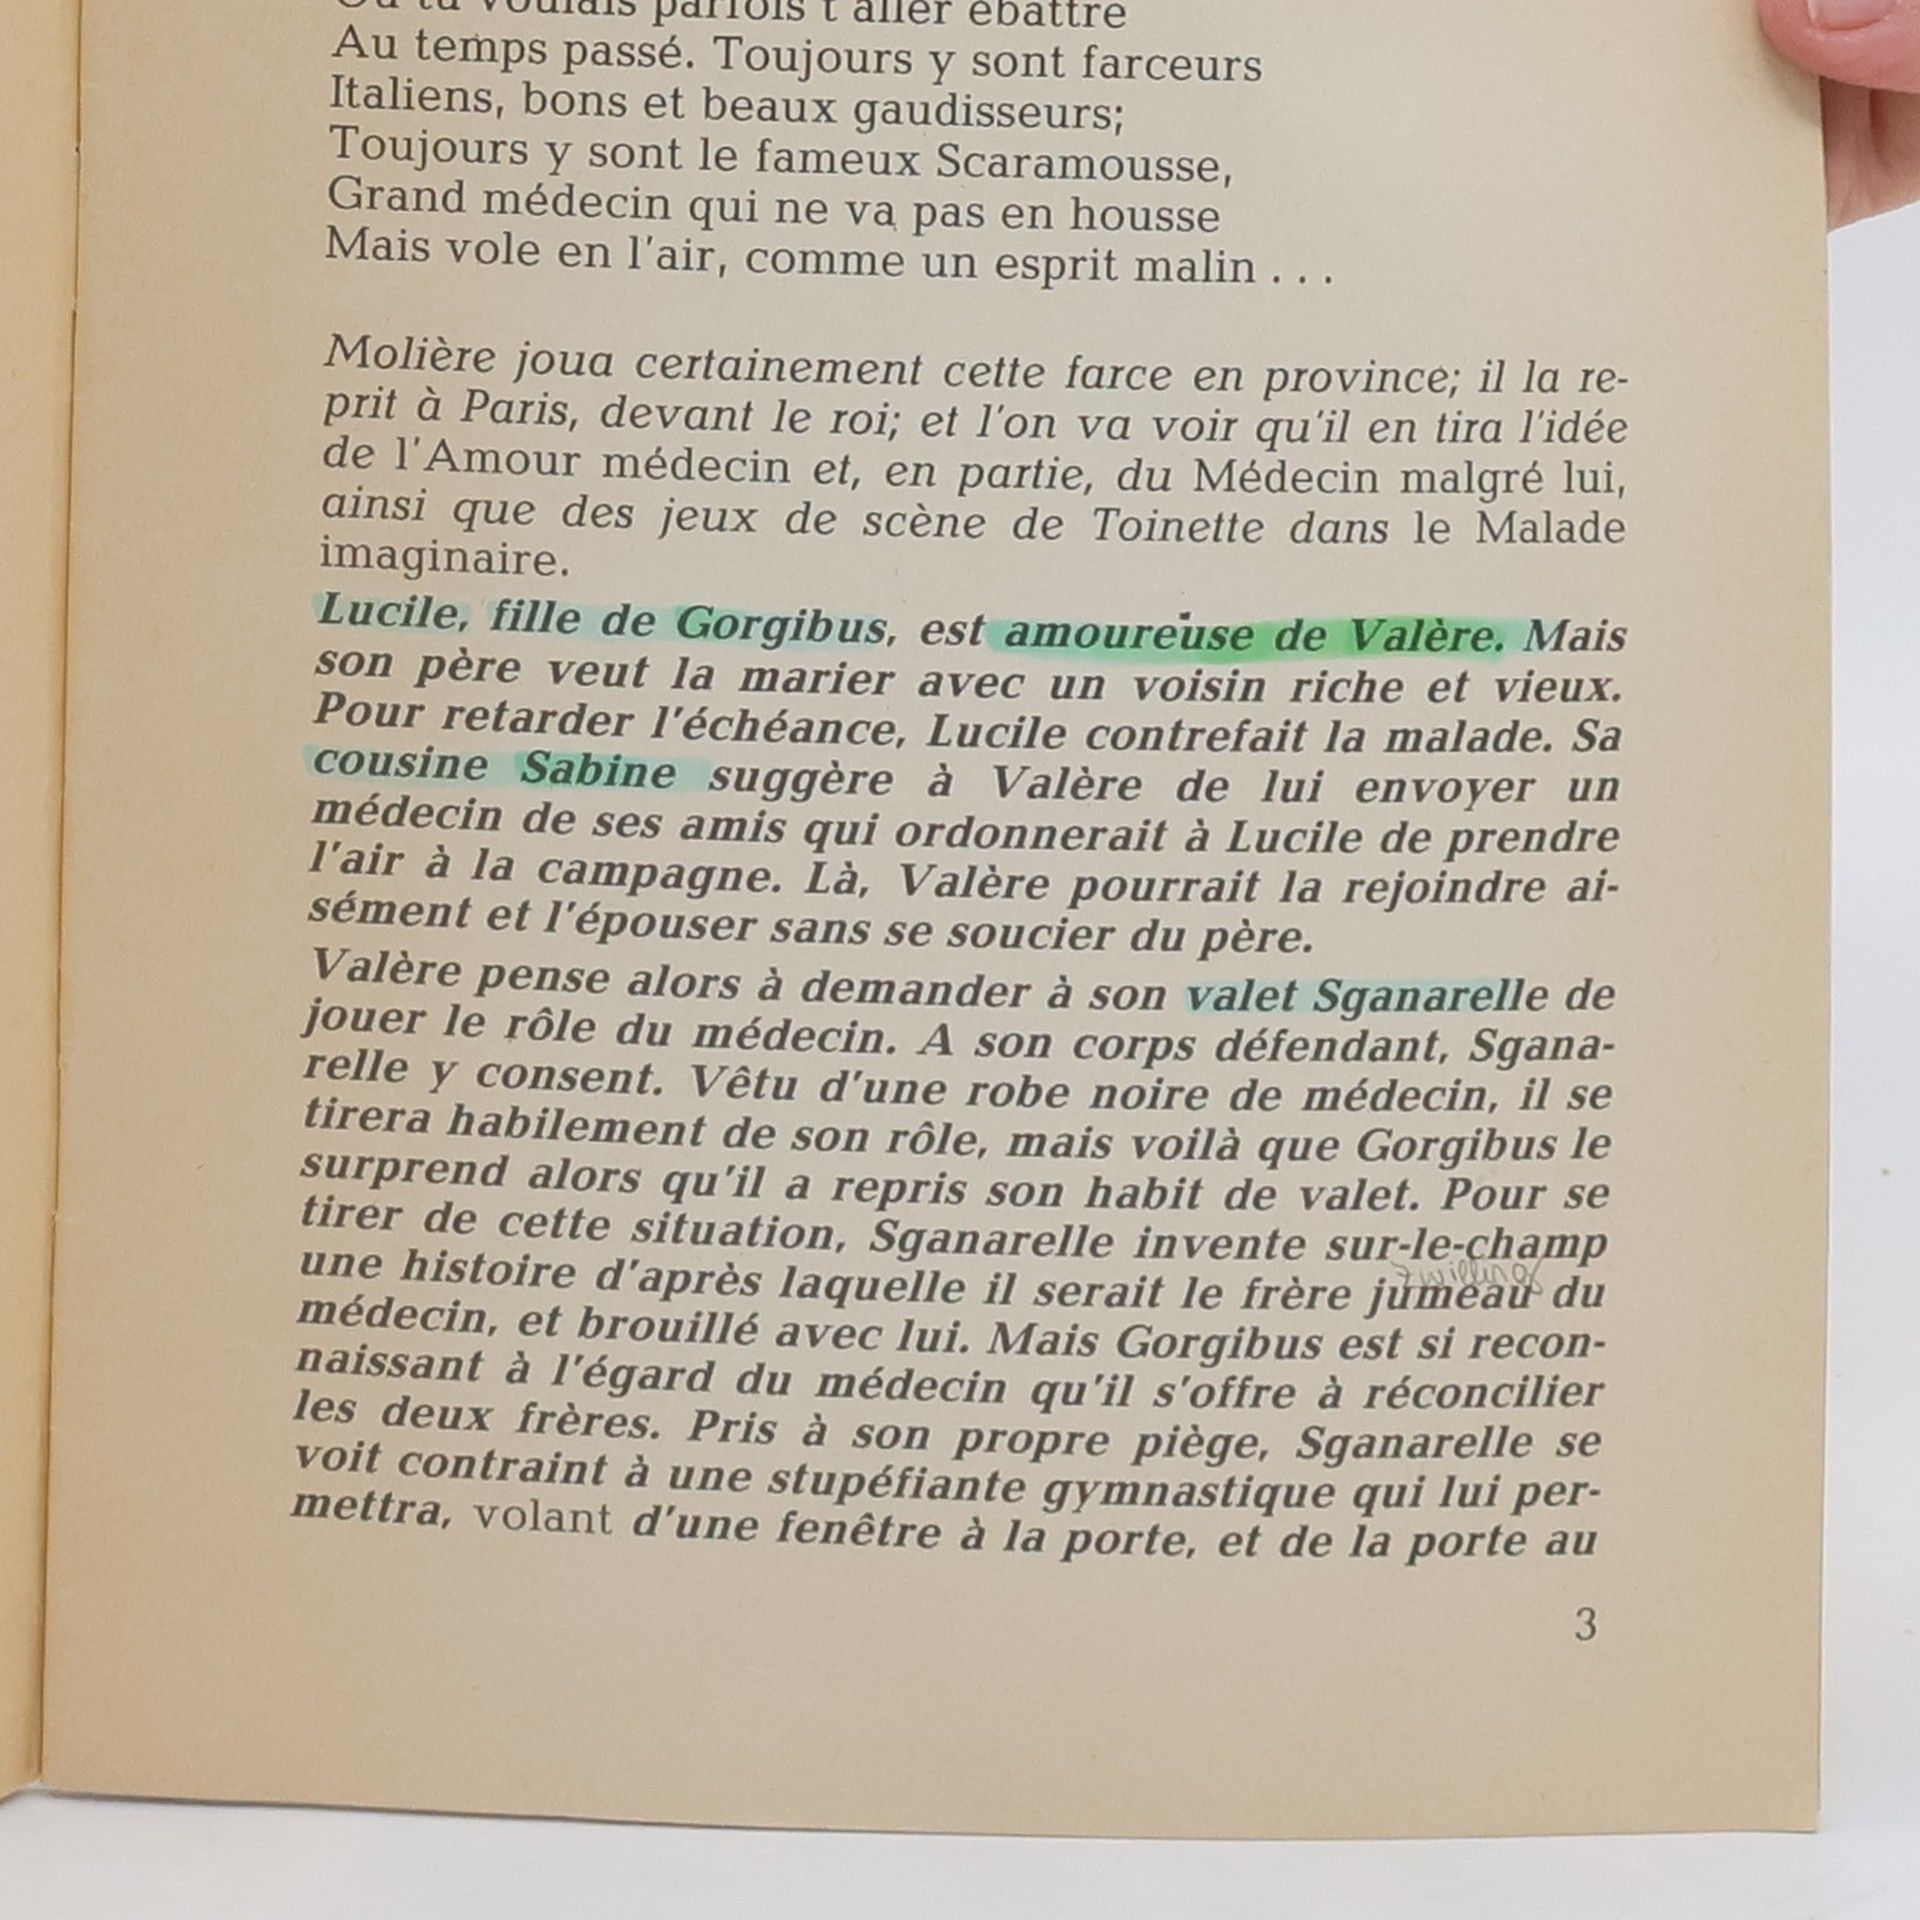 Ou tu voulais parfois t'aller ébattre
Au temps passé. Toujours y sont farceurs
Italiens, bons et beaux gaudisseurs;
Toujours y sont le fameux Scaramousse,
Grand médecin qui ne va pas en housse
Mais vole en l'air, comme un esprit malin . . .
Molière joua certainement cette farce en province; il la re-
prit à Paris, devant le roi; et l'on va voir qu'il en tira l'idée
de l'Amour médecin et, en partie, du Médecin malgré lui,
ainsi que des jeux de scène de Toinette dans le Malade
imaginaire.
Lucile, fille de Gorgibus, est amoureuse de Valère. Mais
son père veut la marier avec un voisin riche et vieux.
Pour retarder l'échéance, Lucile contrefait la malade. Sa
cousine Sabine suggère à Valère de lui envoyer un
médecin de ses amis qui ordonnerait à Lucile de prendre
l'air à la campagne. Là, Valère pourrait la rejoindre ai-
sément et l'épouser sans se soucier du père.
Valère pense alors à demander à son valet Sganarelle de
jouer le rôle du médecin. A son corps défendant, Sgana-
relle y consent. Vêtu d'une robe noire de médecin, il se
tirera habilement de son rôle, mais voilà que Gorgibus le
surprend alors qu'il a repris son habit de valet. Pour se
tirer de cette situation, Sganarelle invente sur-le-champ
Zwilling
une histoire d'après laquelle il serait le frère jumeau du
médecin, et brouillé avec lui. Mais Gorgibus est si recon-
naissant à l'égard du médecin qu'il s'offre à réconcilier
les deux frères. Pris à son propre piège, Sganarelle se
voit contraint à une stupéfiante gymnastique qui lui per-
mettra, volant d'une fenêtre à la porte, et de la porte au
3